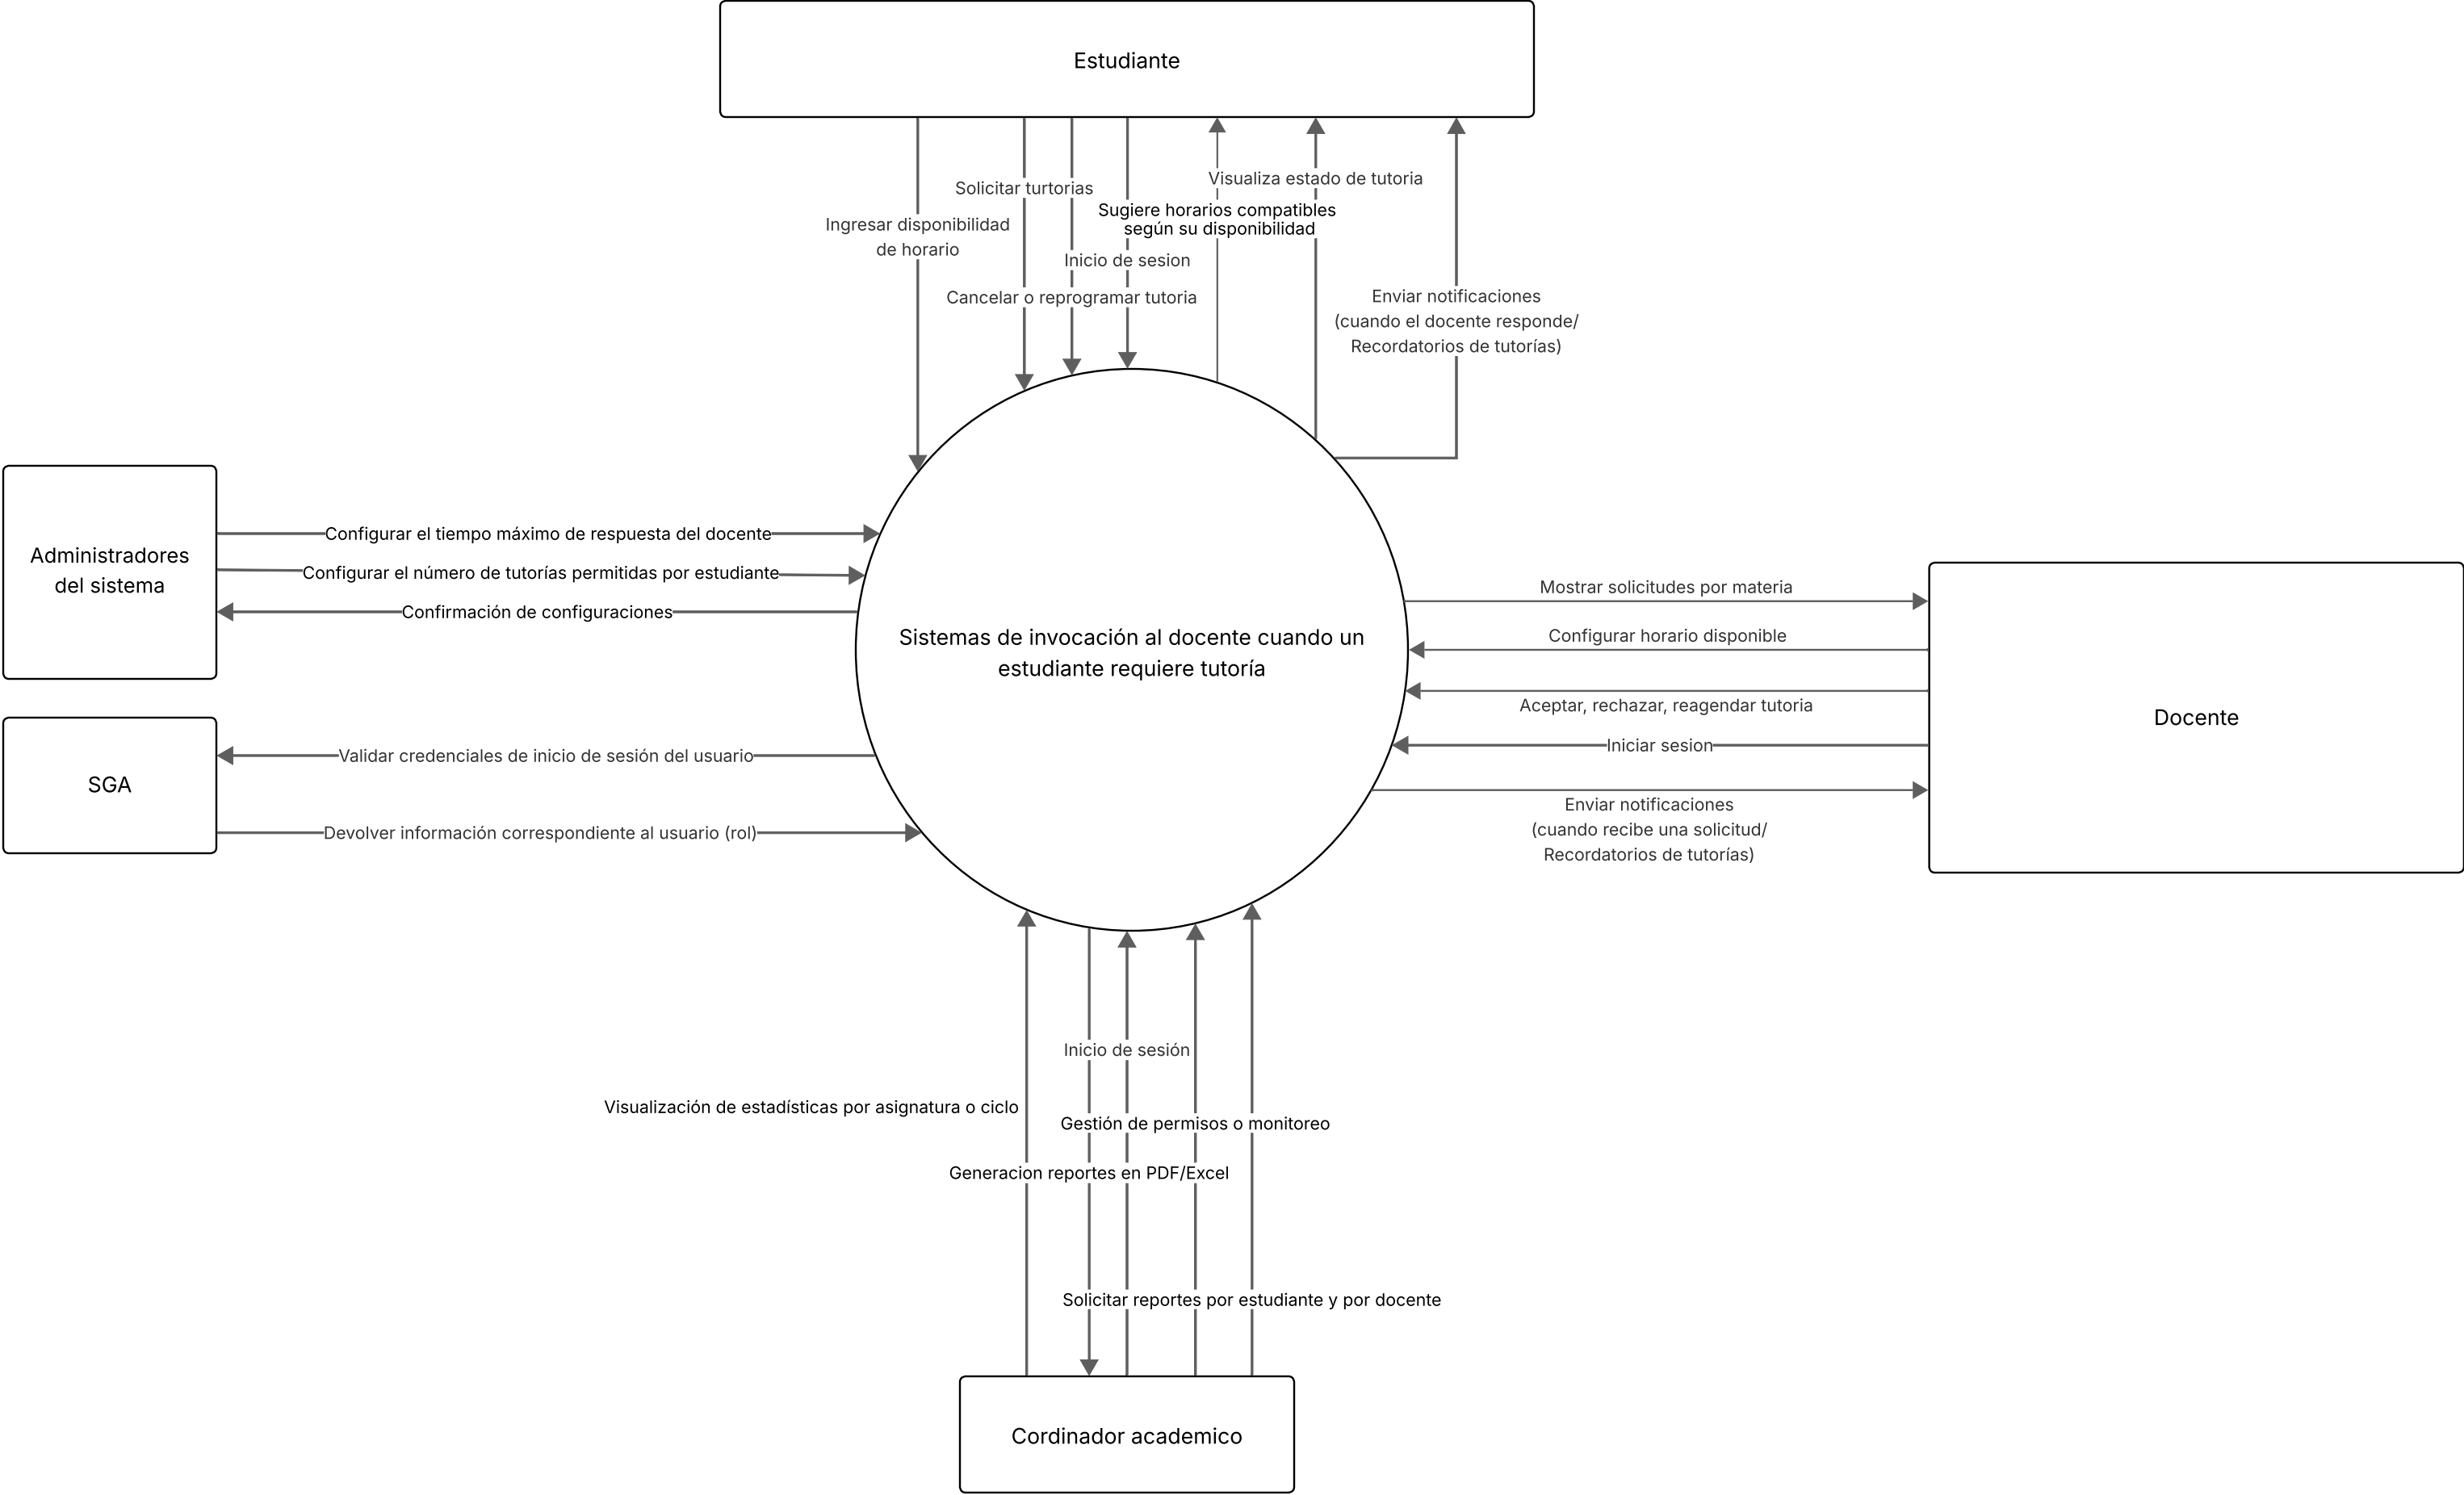 Estudiante
Visualiza estado de tutoria
Solicitar turtorias
Sugiere horarios compatibles
según su disponibilidad
Ingresar disponibilidad
de horario
Inicio de sesion
Cancelar o reprogramar tutoria
Enviar notificaciones
(cuando el docente responde/
Recordatorios de tutorías)
Administradores
del sistema
Configurar el tiempo máximo de respuesta del docente
Configurar el número de tutorías permitidas por estudiante
Confirmación de configuraciones
Sistemas de invocación al docente cuando un
estudiante requiere tutoría
Mostrar solicitudes por materia
Configurar horario disponible
Aceptar, rechazar, reagendar tutoria
Iniciar sesion
Enviar notificaciones
(cuando recibe una solicitud/
Recordatorios de tutorías)
Docente
SGA
Validar credenciales de inicio de sesión del usuario
Devolver información correspondiente al usuario (rol)
Inicio de sesión
Visualización de estadísticas por asignatura o ciclo
Gestión de permisos o monitoreo
Generacion reportes en PDF/Excel
Solicitar reportes por estudiante y por docente
Cordinador academico